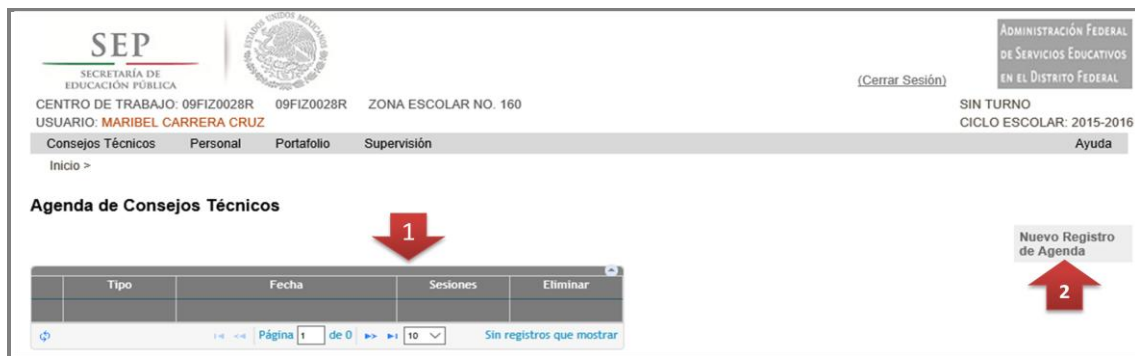 SEP
SECRETARÍA DE
EDUCACIÓN PÚBLICA
ESTADOS UNIDOS MEXICANOS
ADMINISTRACIÓN FEDERAL
DE SERVICIOS EDUCATIVOS
EN EL DISTRITO FEDERAL
(Cerrar Sesión)
CENTRO DE TRABAJO: 09FIZ0028R 09FIZ0028R ZONA ESCOLAR NO. 160 SIN TURNO
USUARIO: MARIBEL CARRERA CRUZ CICLO ESCOLAR: 2015-2016
Consejos Técnicos Personal Portafolio Supervisión Ayuda
Inicio >
Agenda de Consejos Técnicos
1
Nuevo Registro
de Agenda
2
Tipo Fecha Sesiones Eliminar
Página 1 de 0 10 Sin registros que mostrar